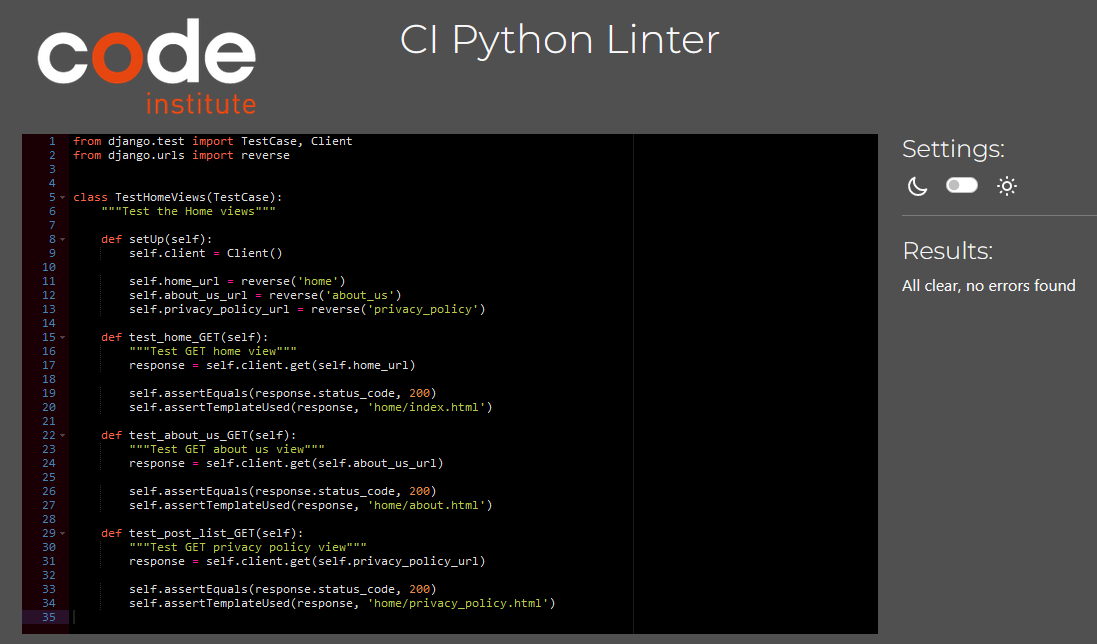 code
institute
CI Python Linter
1 from django.test import TestCase, Client
2 from django.urls import reverse
3
4
5 class TestHomeViews(TestCase):
6     """Test the Home views"""
7
8     def setUp(self):
9         self.client = Client()
10
11         self.home_url = reverse('home')
12         self.about_us_url = reverse('about_us')
13         self.privacy_policy_url = reverse('privacy_policy')
14
15     def test_home_GET(self):
16         """Test GET home view"""
17         response = self.client.get(self.home_url)
18
19         self.assertEquals(response.status_code, 200)
20         self.assertTemplateUsed(response, 'home/index.html')
21
22     def test_about_us_GET(self):
23         """Test GET about us view"""
24         response = self.client.get(self.about_us_url)
25
26         self.assertEquals(response.status_code, 200)
27         self.assertTemplateUsed(response, 'home/about.html')
28
29     def test_post_list_GET(self):
30         """Test GET privacy policy view"""
31         response = self.client.get(self.privacy_policy_url)
32
33         self.assertEquals(response.status_code, 200)
34         self.assertTemplateUsed(response, 'home/privacy_policy.html')
35
Settings:
Results:
All clear, no errors found